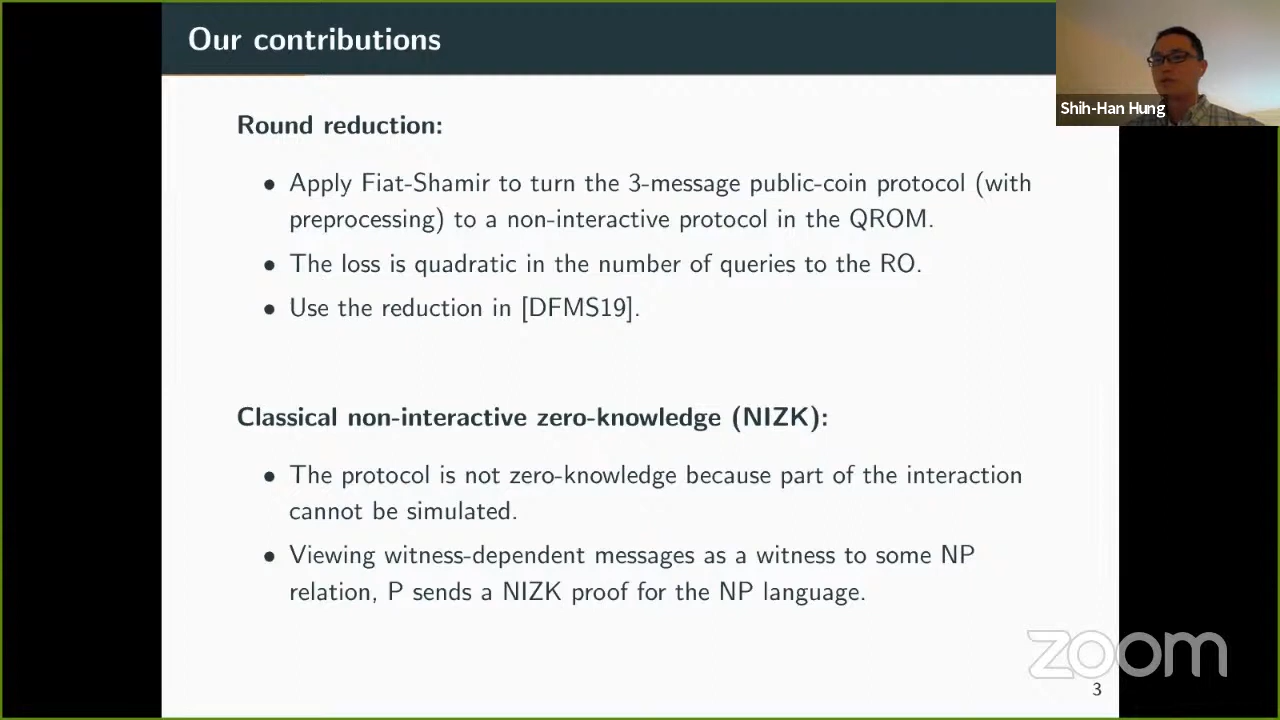 Our contributions
Shih-Han Hung
Round reduction:
• Apply Fiat-Shamir to turn the 3-message public-coin protocol (with
preprocessing) to a non-interactive protocol in the QROM.
• The loss is quadratic in the number of queries to the RO.
• Use the reduction in [DFMS19].
Classical non-interactive zero-knowledge (NIZK):
• The protocol is not zero-knowledge because part of the interaction
cannot be simulated.
• Viewing witness-dependent messages as a witness to some NP
relation, P sends a NIZK proof for the NP language.
zoom
3